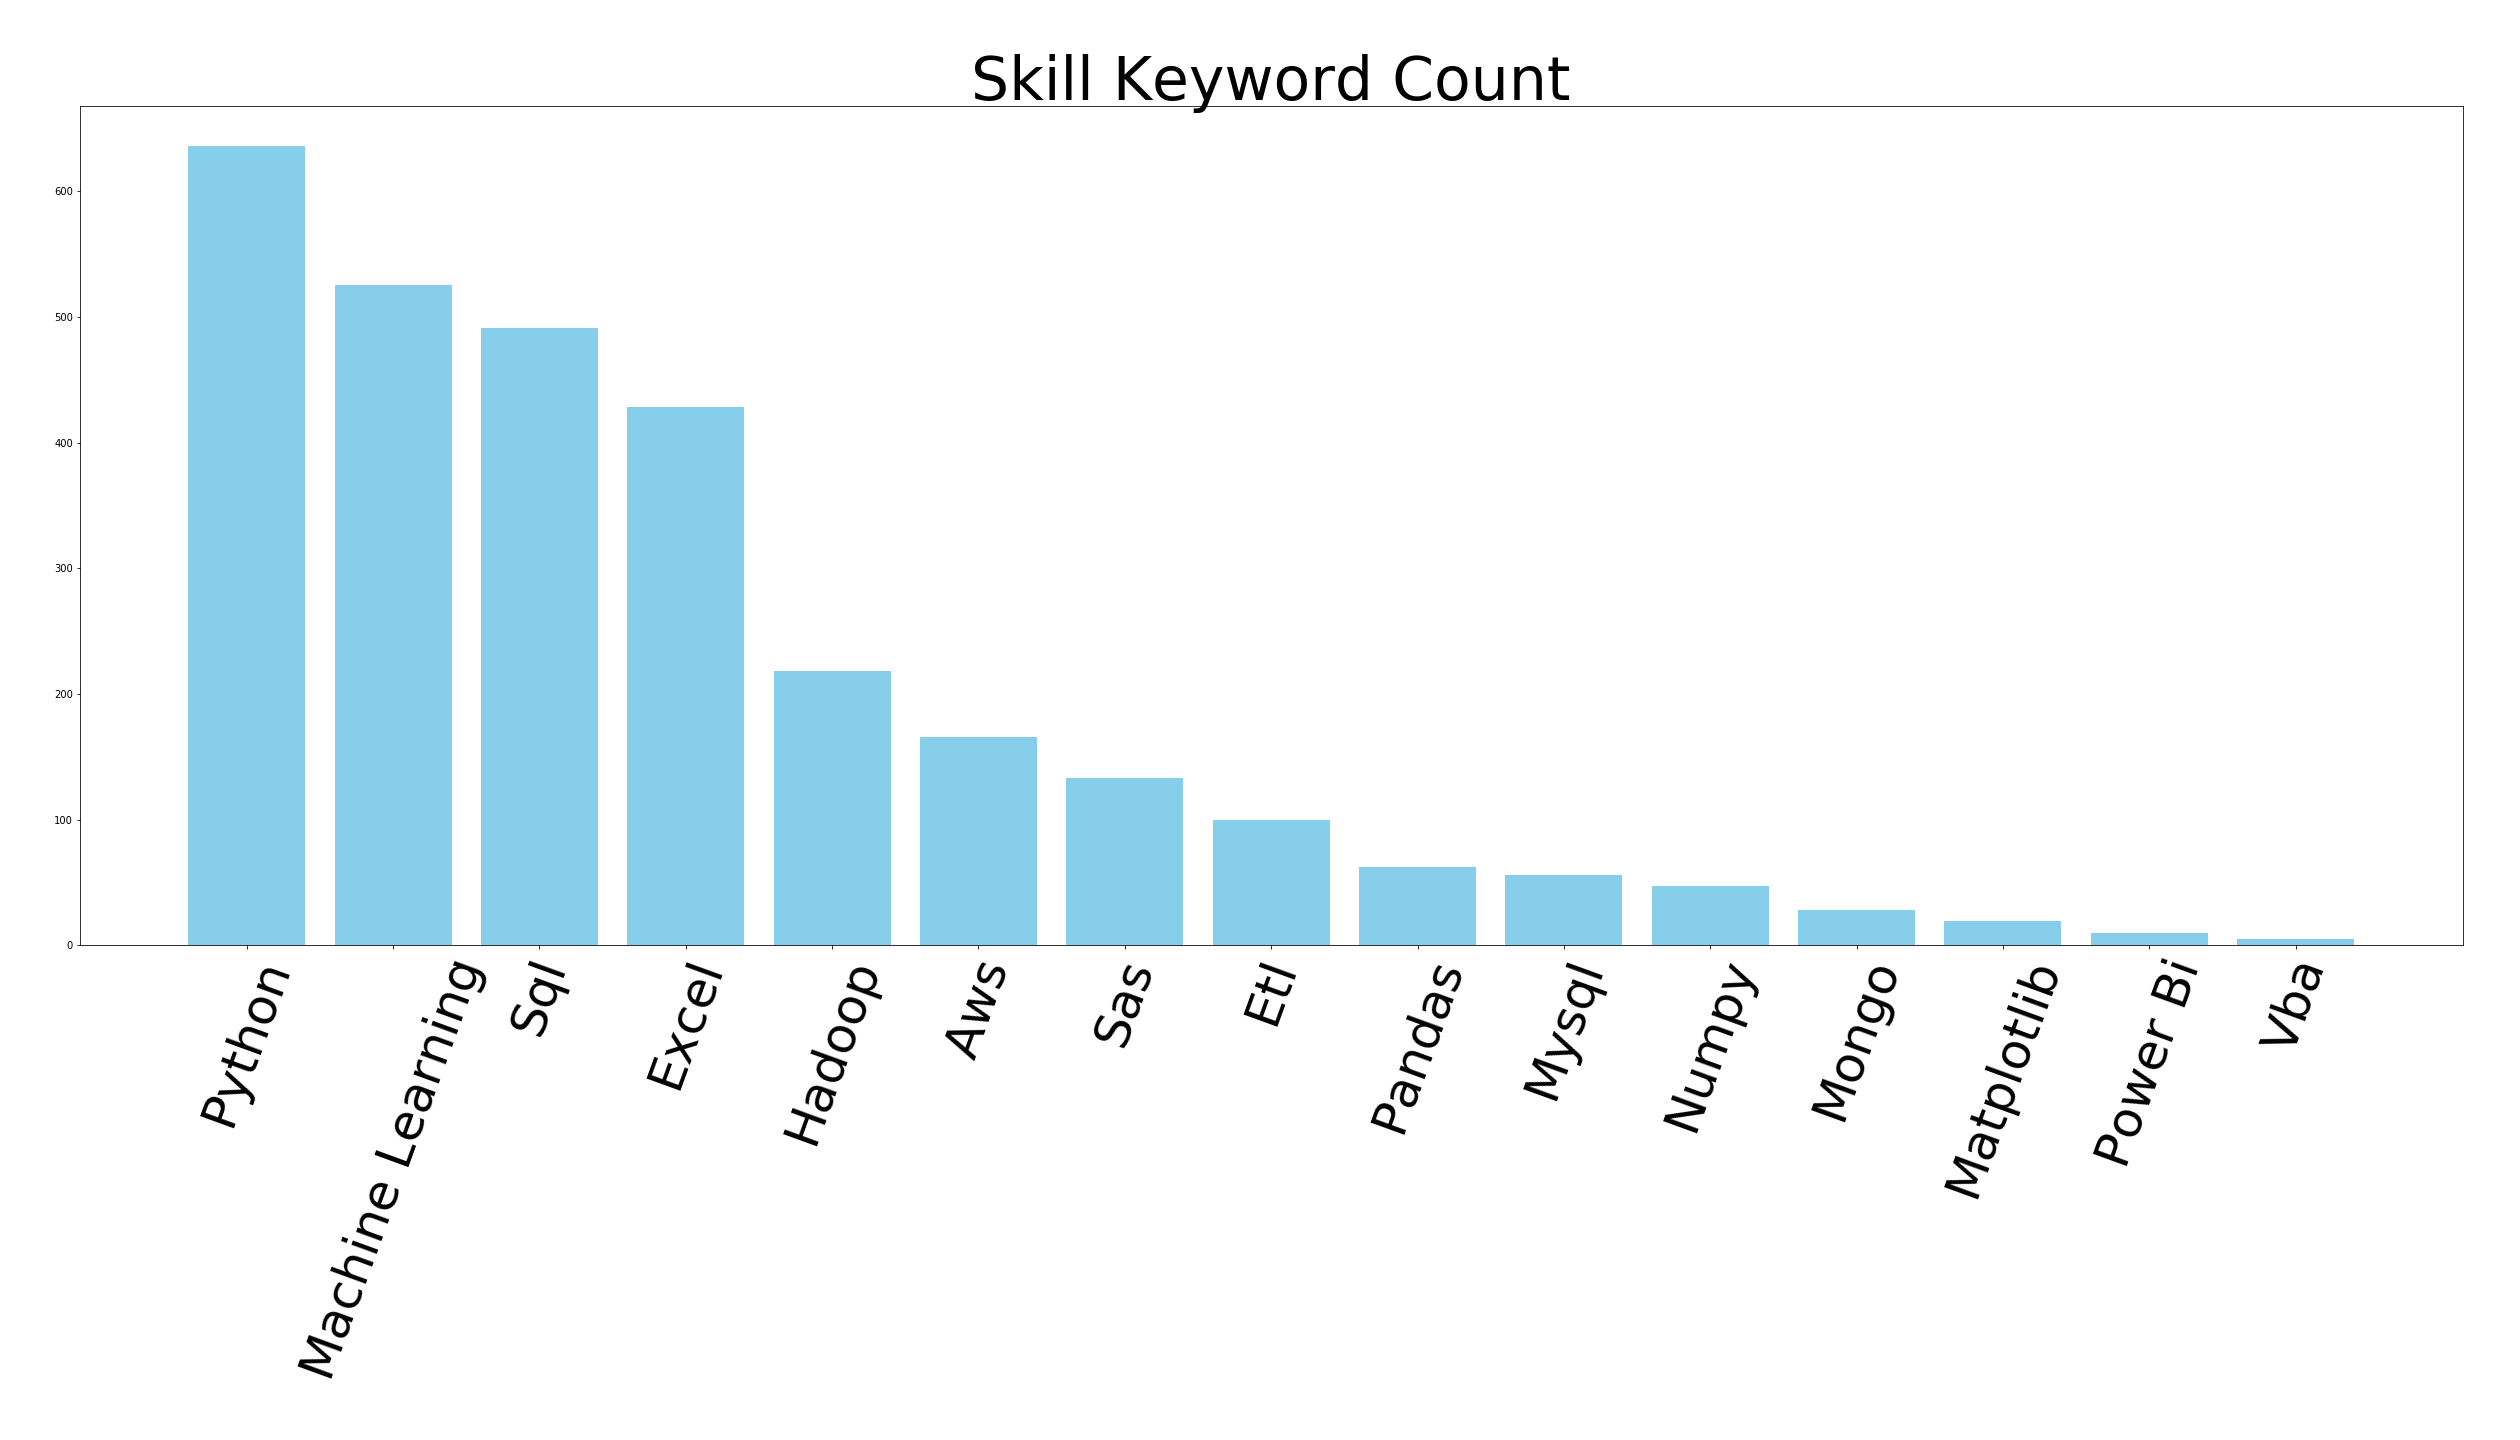 Skill Keyword Count
600
500
400
300
200
100
0
Python
Machine Learning
Sql
Excel
Hadoop
Aws
Sas
Etl
Pandas
Mysql
Numpy
Mongo
Matplotlib
Power Bi
Vba